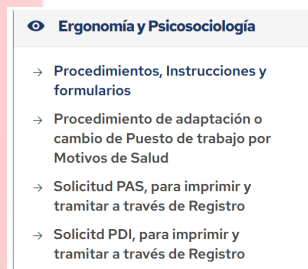 Ergonomía y Psicosociología
Procedimientos, Instrucciones y
formularios
Procedimiento de adaptación o
cambio de Puesto de trabajo por
Motivos de Salud
Solicitud PAS, para imprimir y
tramitar a través de Registro
Solicitd PDI, para imprimir y
tramitar a través de Registro